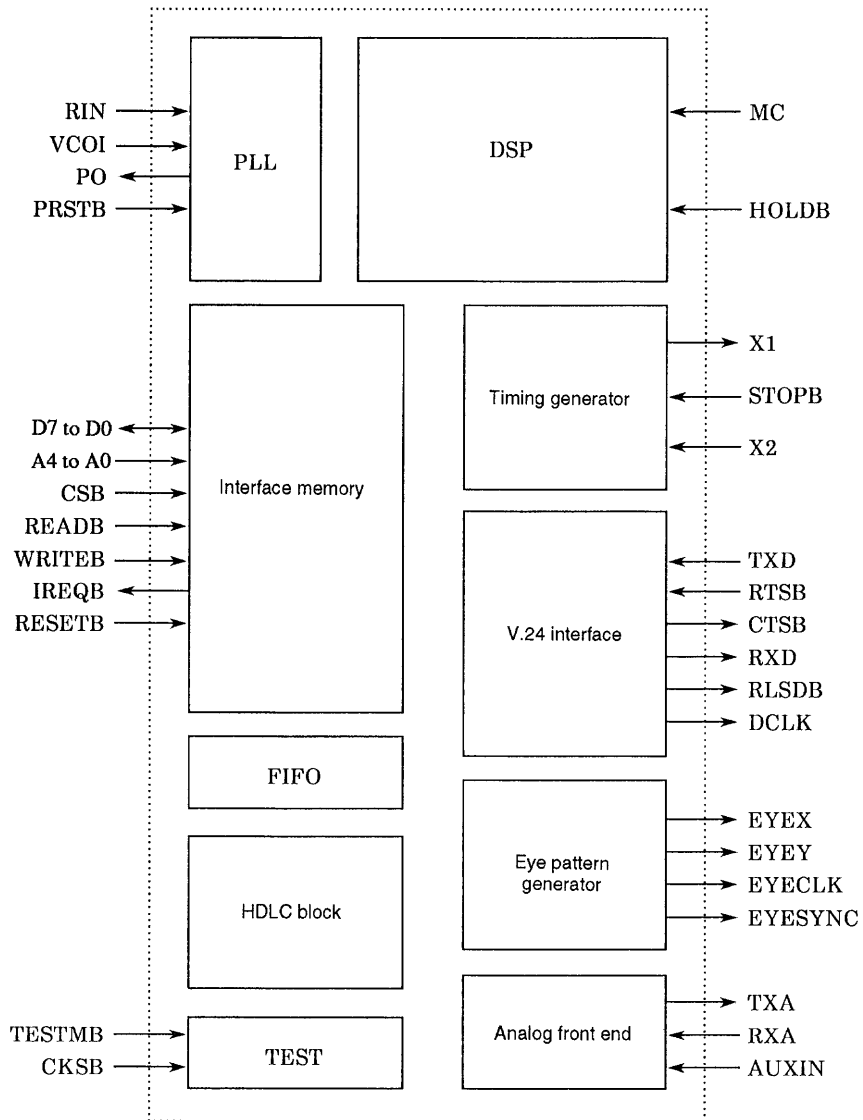 RIN
VCOI
PO
PRSTB
PLL
DSP
MC
HOLDB
D7 to D0
A4 to A0
CSB
READB
WRITEB
IREQB
RESETB
Interface memory
Timing generator
X1
STOPB
X2
V.24 interface
TXD
RTSB
CTSB
RXD
RLSDB
DCLK
FIFO
Eye pattern
generator
EYEX
EYEY
EYECLK
EYESYNC
HDLC block
TESTMB
CKSB
TEST
Analog front end
TXA
RXA
AUXIN